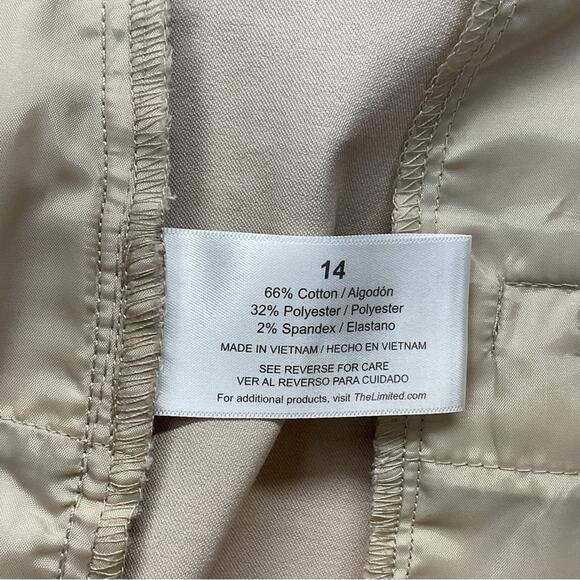 14
66% Cotton / Algodón
32% Polyester / Polyester
2% Spandex / Elastano
MADE IN VIETNAM / HECHO EN VIETNAM
SEE REVERSE FOR CARE
VER AL REVERSO PARA CUIDADO
For additional products, visit TheLimited.com